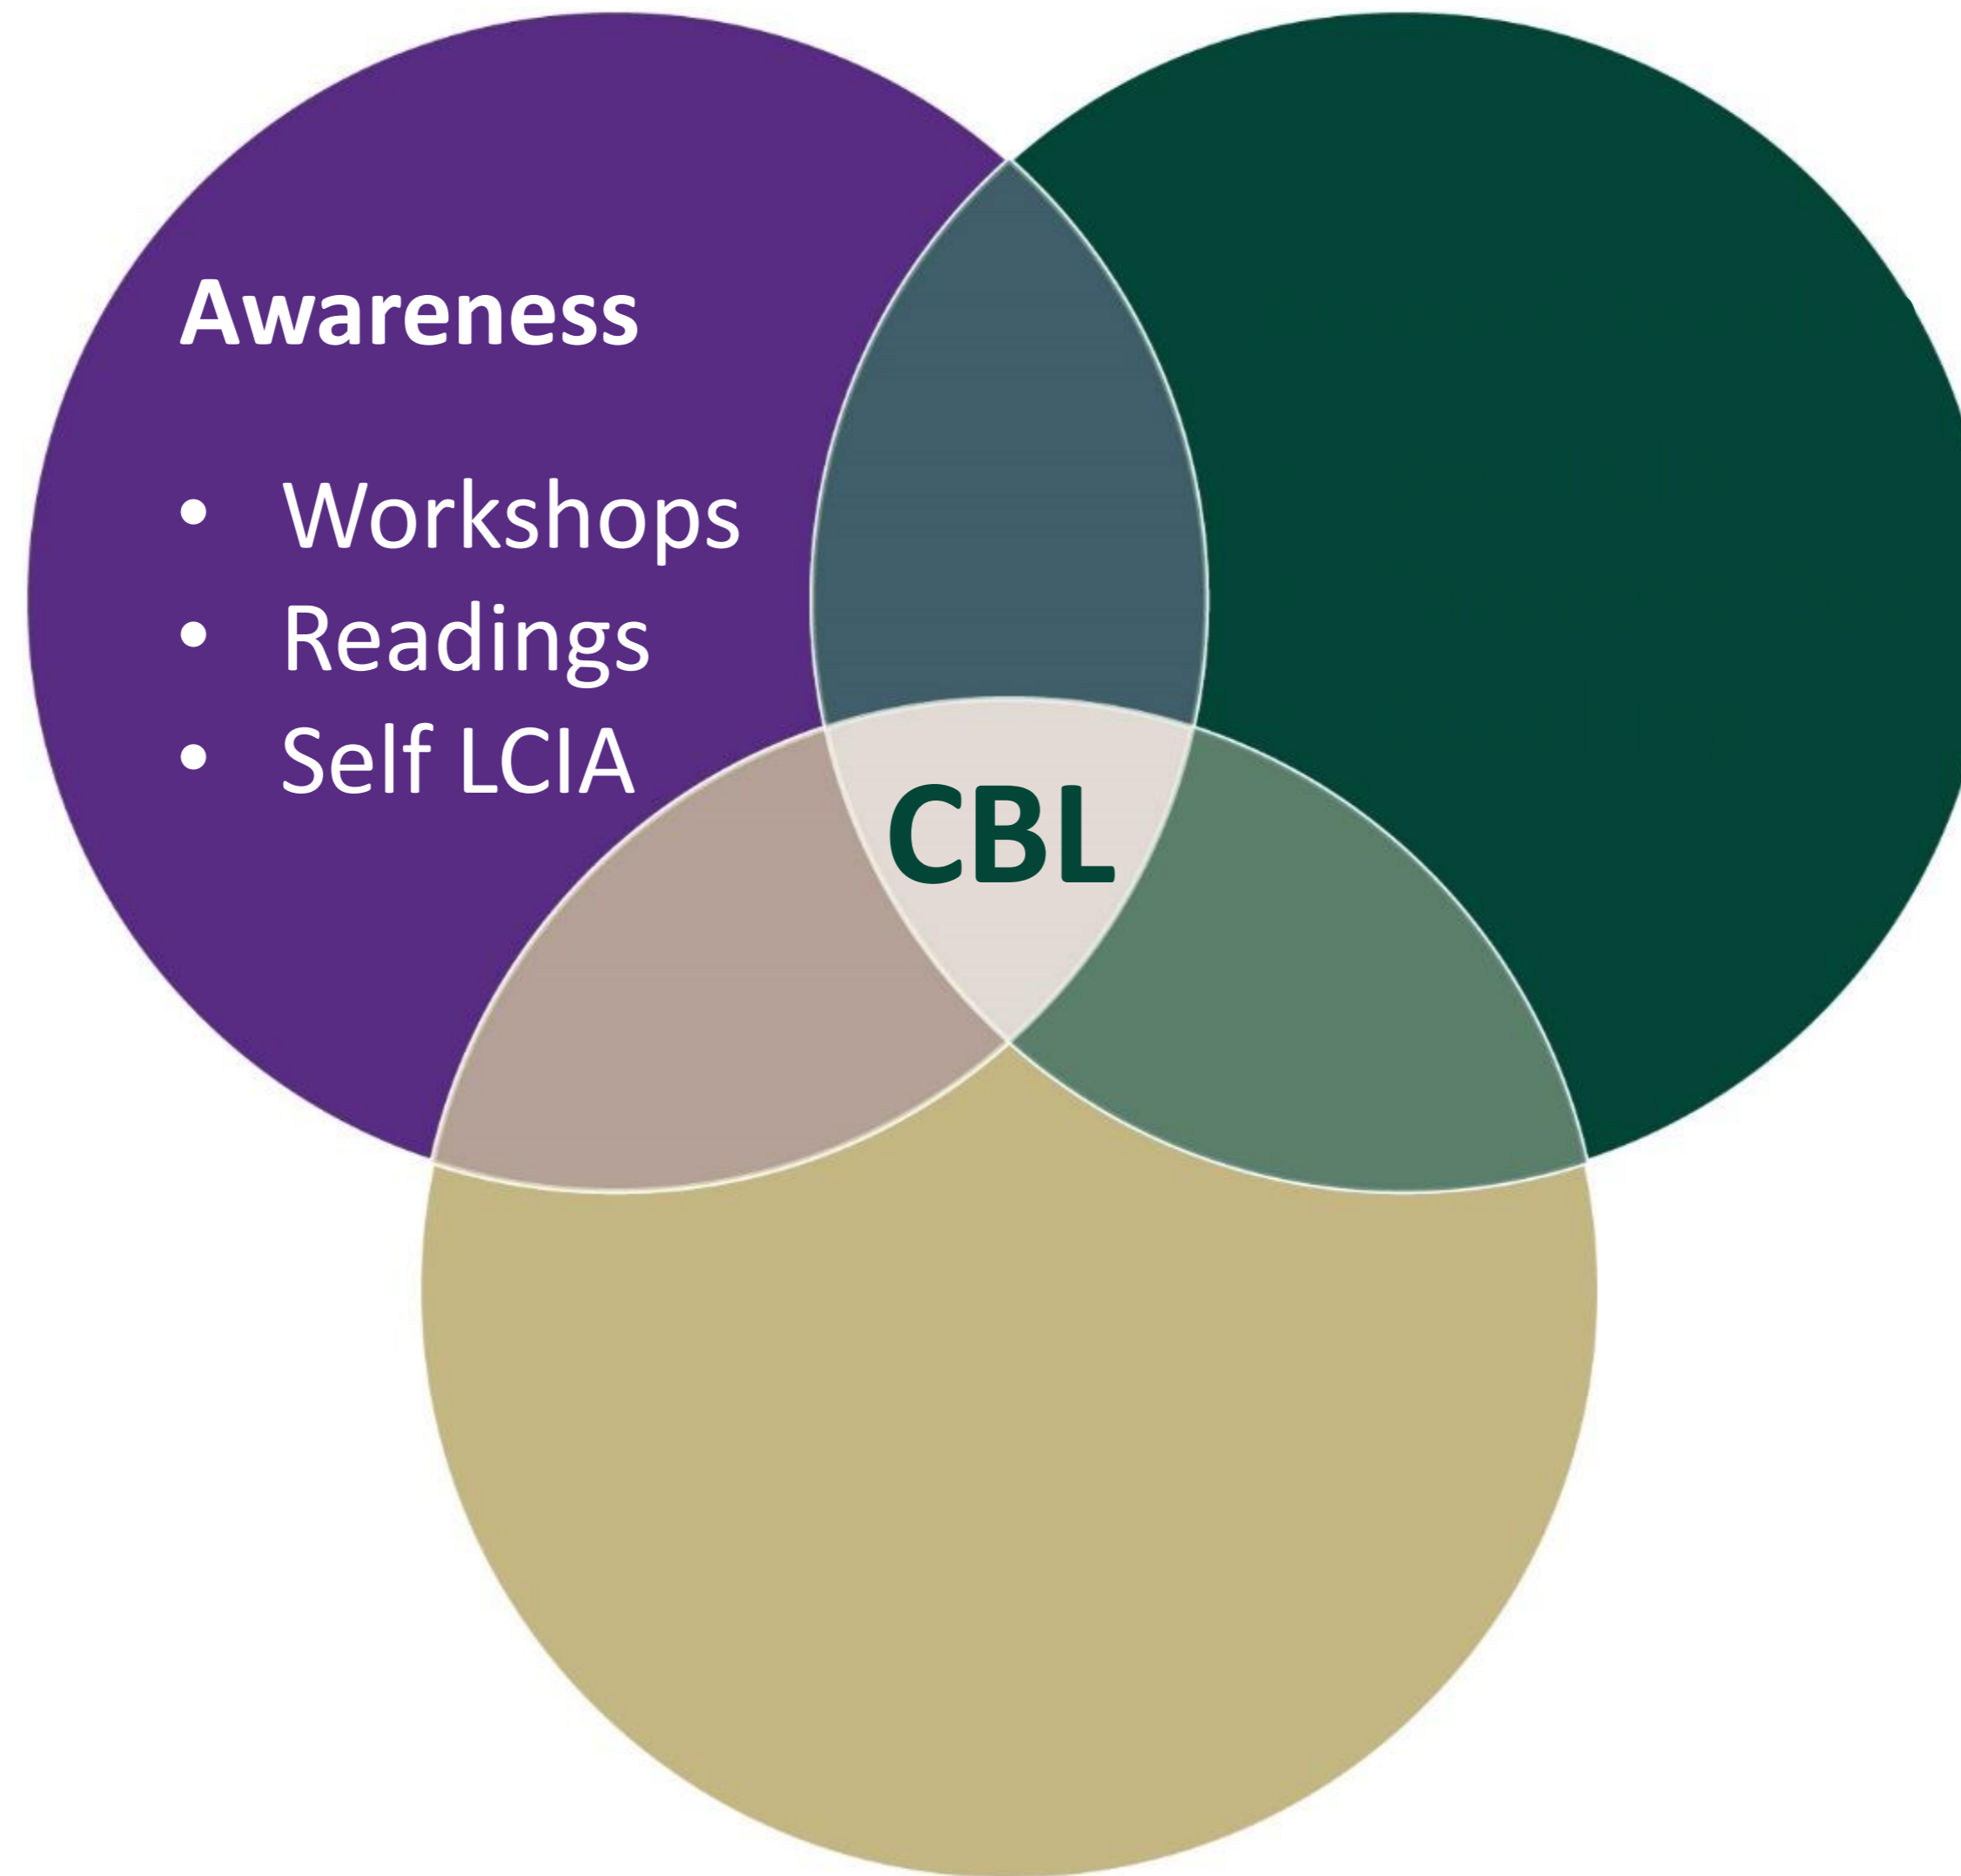 Awareness
• Workshops
• Readings
• Self LCIA
CBL